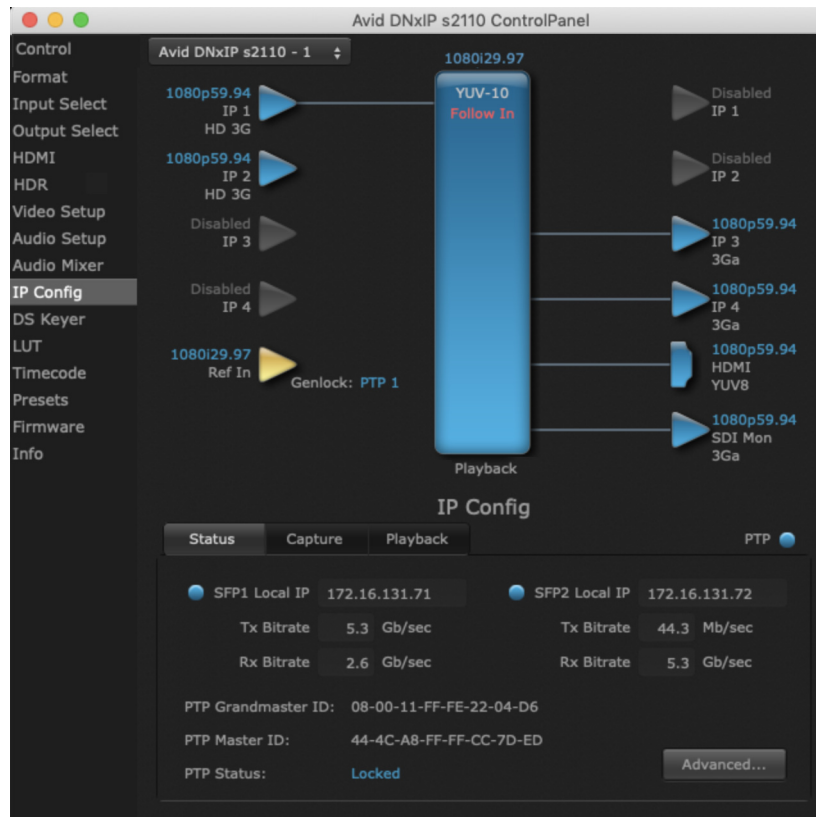 Avid DNxIP s2110 ControlPanel
Control
Format
Input Select
Output Select
HDMI
HDR
Video Setup
Audio Setup
Audio Mixer
IP Config
DS Keyer
LUT
Timecode
Presets
Firmware
Info
Avid DNxIP s2110 - 1
1080i29.97
YUV-10
Follow In
Playback
1080p59.94
IP 1
HD 3G
1080p59.94
IP 2
HD 3G
Disabled
IP 3
Disabled
IP 4
1080i29.97
Ref In
Genlock: PTP 1
Disabled
IP 1
Disabled
IP 2
1080p59.94
IP 3
3Ga
1080p59.94
IP 4
3Ga
1080p59.94
HDMI
YUV8
1080p59.94
SDI Mon
3Ga
IP Config
Status Capture Playback PTP
SFP1 Local IP 172.16.131.71 SFP2 Local IP 172.16.131.72
Tx Bitrate 5.3 Gb/sec Tx Bitrate 44.3 Mb/sec
Rx Bitrate 2.6 Gb/sec Rx Bitrate 5.3 Gb/sec
PTP Grandmaster ID: 08-00-11-FF-FE-22-04-D6
PTP Master ID: 44-4C-A8-FF-FF-CC-7D-ED
PTP Status: Locked
Advanced...